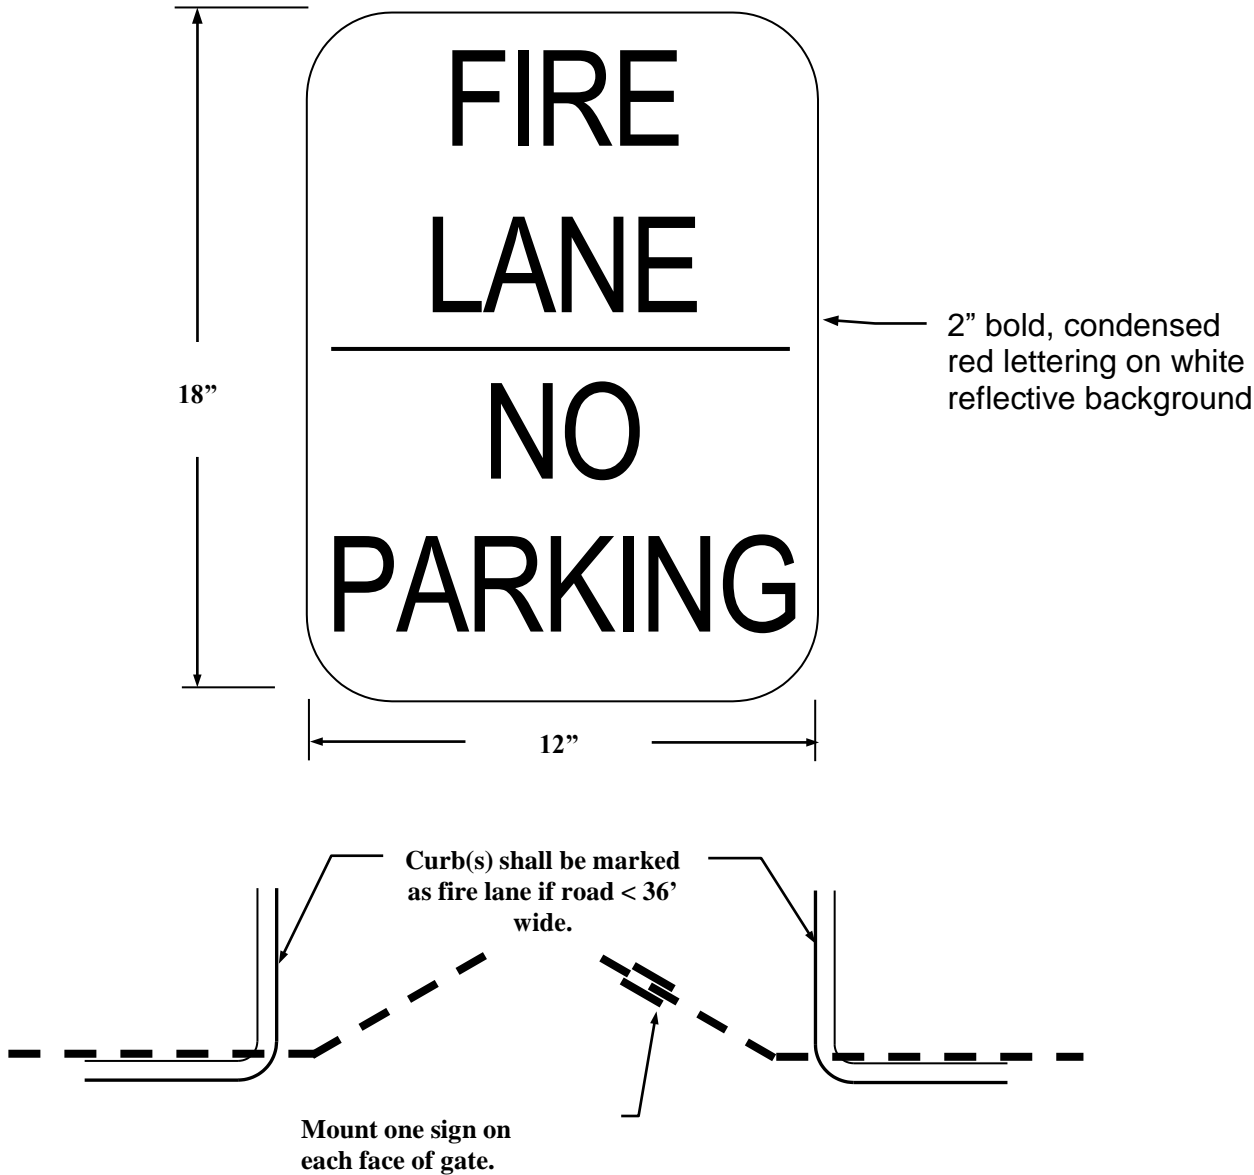 FIRE
LANE
NO
PARKING
18”
2” bold, condensed
red lettering on white
reflective background
12”
Curb(s) shall be marked
as fire lane if road < 36’
wide.
Mount one sign on
each face of gate.